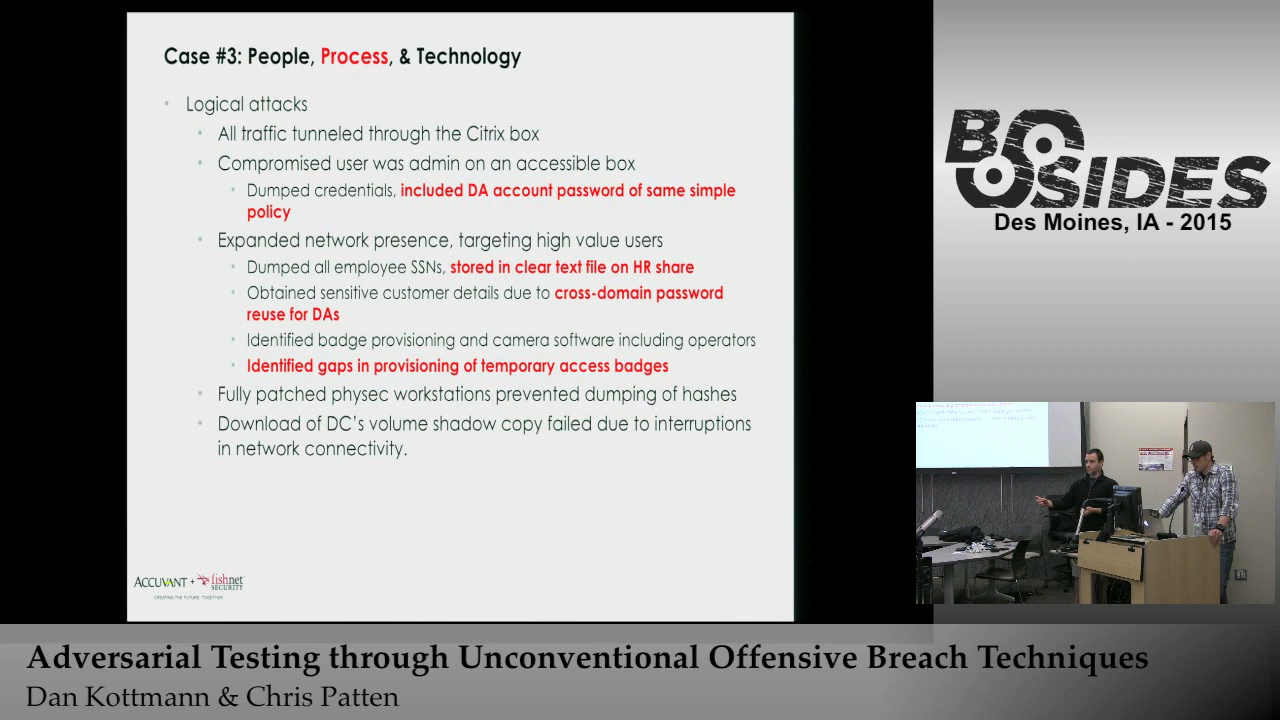 Case #3: People, Process, & Technology
• Logical attacks
• All traffic tunneled through the Citrix box
• Compromised user was admin on an accessible box
• Dumped credentials, included DA account password of same simple
policy
• Expanded network presence, targeting high value users
• Dumped all employee SSNs, stored in clear text file on HR share
• Obtained sensitive customer details due to cross-domain password
reuse for DAs
• Identified badge provisioning and camera software including operators
• Identified gaps in provisioning of temporary access badges
• Fully patched physec workstations prevented dumping of hashes
• Download of DC's volume shadow copy failed due to interruptions
in network connectivity.
ACCUVANT + fishnet
SECURITY
CREATING THE FUTURE TOGETHER
BSIDES
Des Moines, IA - 2015
Adversarial Testing through Unconventional Offensive Breach Techniques
Dan Kottmann & Chris Patten